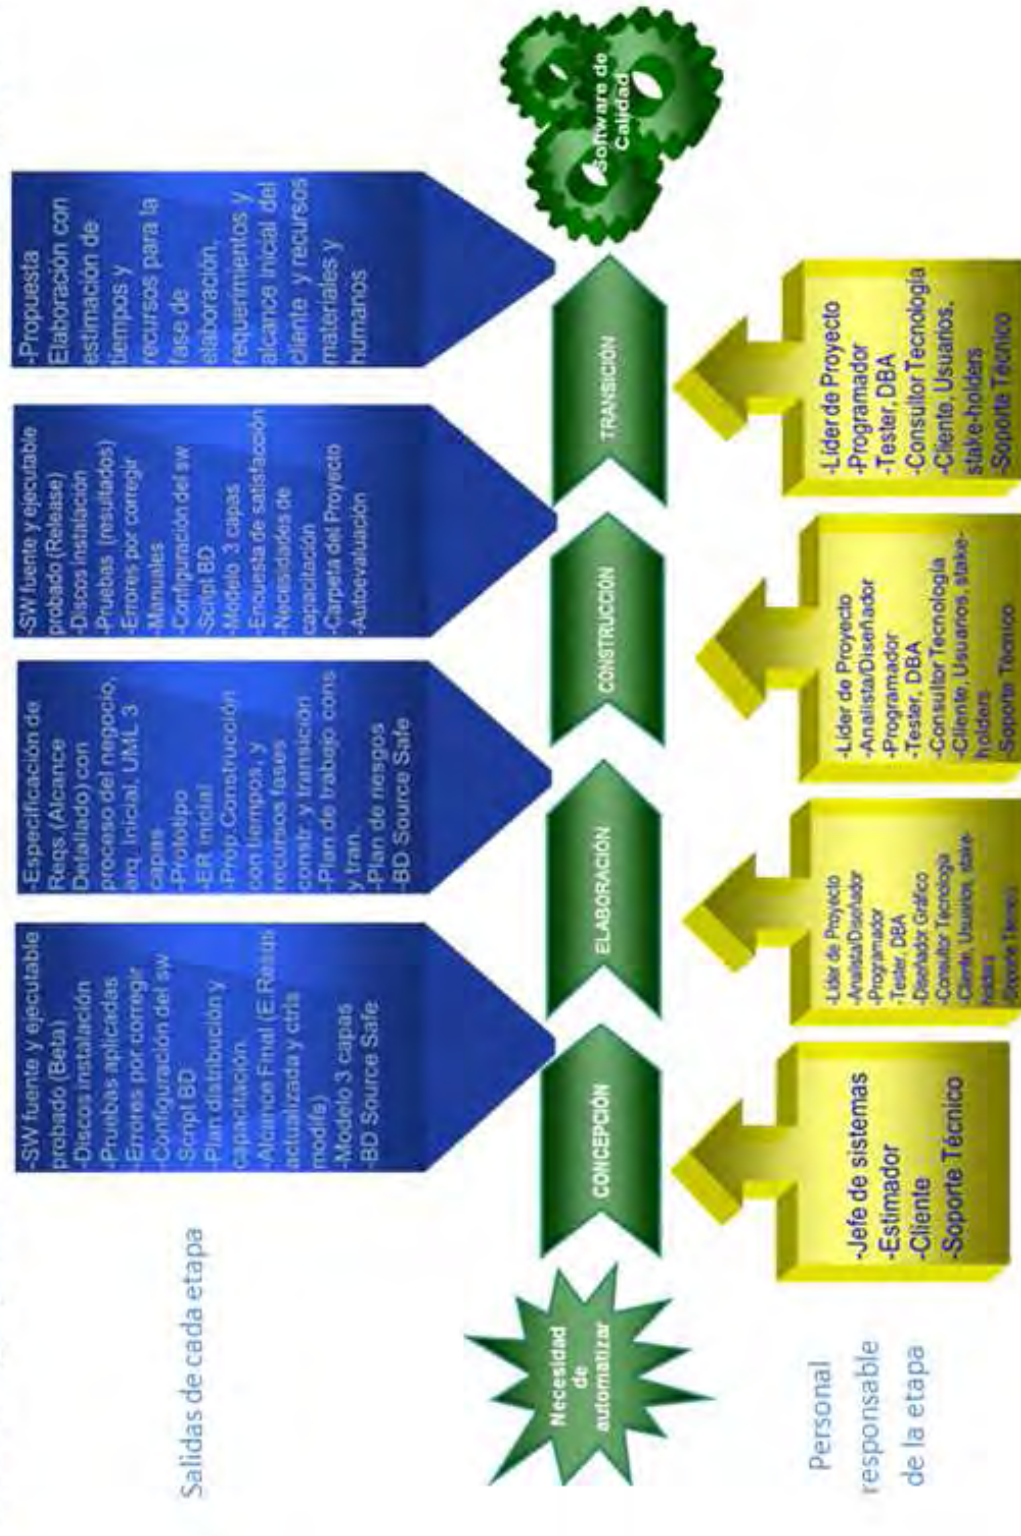 Salidas de cada etapa
-SW fuente y ejecutable
probado (Beta)
-Discos instalación
-Pruebas aplicadas
-Errores por corregir
-Configuración del sw
-Script BD
-Plan distribución y
capacitación.
-Alcance Final (E.Reqs
actualizada y ctrls
modifs)
-Modelo 3 capas
-BD Source Safe
-Especificación de
Reqs. (Alcance
Detallado) con
proceso del negocio,
arq. Inicial, UML, 3
capas
-Prototipo
-ER inicial
-Prop Construcción
con tiempos, y
recursos fases
constr. y transición
-Plan de trabajo cons
y tran.
-Plan de riesgos
-BD Source Safe
-SW fuente y ejecutable
probado (Release)
-Discos instalación
-Pruebas (nsultados)
-Errores por corregir
-Manuales
-Configuración del sw
-Script BD
-Modelo 3 capas
-Encuesta de satisfacción
-Necesidades de
capacitación
-Carpeta del Proyecto
-Autoevaluación
-Propuesta
Elaboración con
estimación de
tiempos y
recursos para la
fase de
elaboración,
requerimientos y
alcance inicial del
cliente y recursos
materiales y
humanos
Necesidad
de
automatizar
CONCEPCIÓN
ELABORACIÓN
CONSTRUCCION
TRANSICIÓN
Software de
Calidad
Personal
responsable
de la etapa
-Jefe de sistemas
-Estimador
-Cliente
-Soporte Técnico
-Líder de Proyecto
-Analista/Diseñador
-Programador
-Tester, DBA
-Diseñador Gráfico
-Consultor Tecnología
-Cliente, Usuarios, stake-
holders
-Soporte Técnico
-Líder de Proyecto
-Analista/Diseñador
-Programador
-Tester, DBA
-Consultor Tecnología
-Cliente, Usuarios, stake-
holders
-Soporte Técnico
-Líder de Proyecto
-Programador
-Tester, DBA
-Consultor Tecnología
-Cliente, Usuarios,
stake-holders
-Soporte Técnico